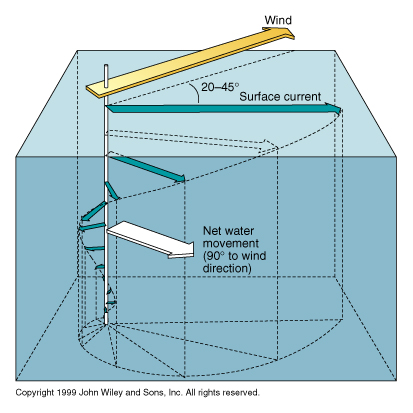 Wind
20–45°
Surface current
Net water
movement
(90° to wind
direction)
Copyright 1999 John Wiley and Sons, Inc. All rights reserved.